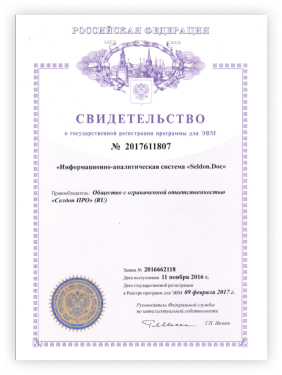 РОССИЙСКАЯ ФЕДЕРАЦИЯ
СВИДЕТЕЛЬСТВО
о государственной регистрации программы для ЭВМ
№ 2017611807
«Информационно-аналитическая система «Seldon.Doc»
Правообладатель: Общество с ограниченной ответственностью
«Селдон ПРО» (RU)
Заявка № 2016662118
Дата поступления 11 ноября 2016 г.
Дата государственной регистрации
в Реестре программ для ЭВМ 09 февраля 2017 г.
Руководитель Федеральной службы
по интеллектуальной собственности
Г.П. Ивлиев